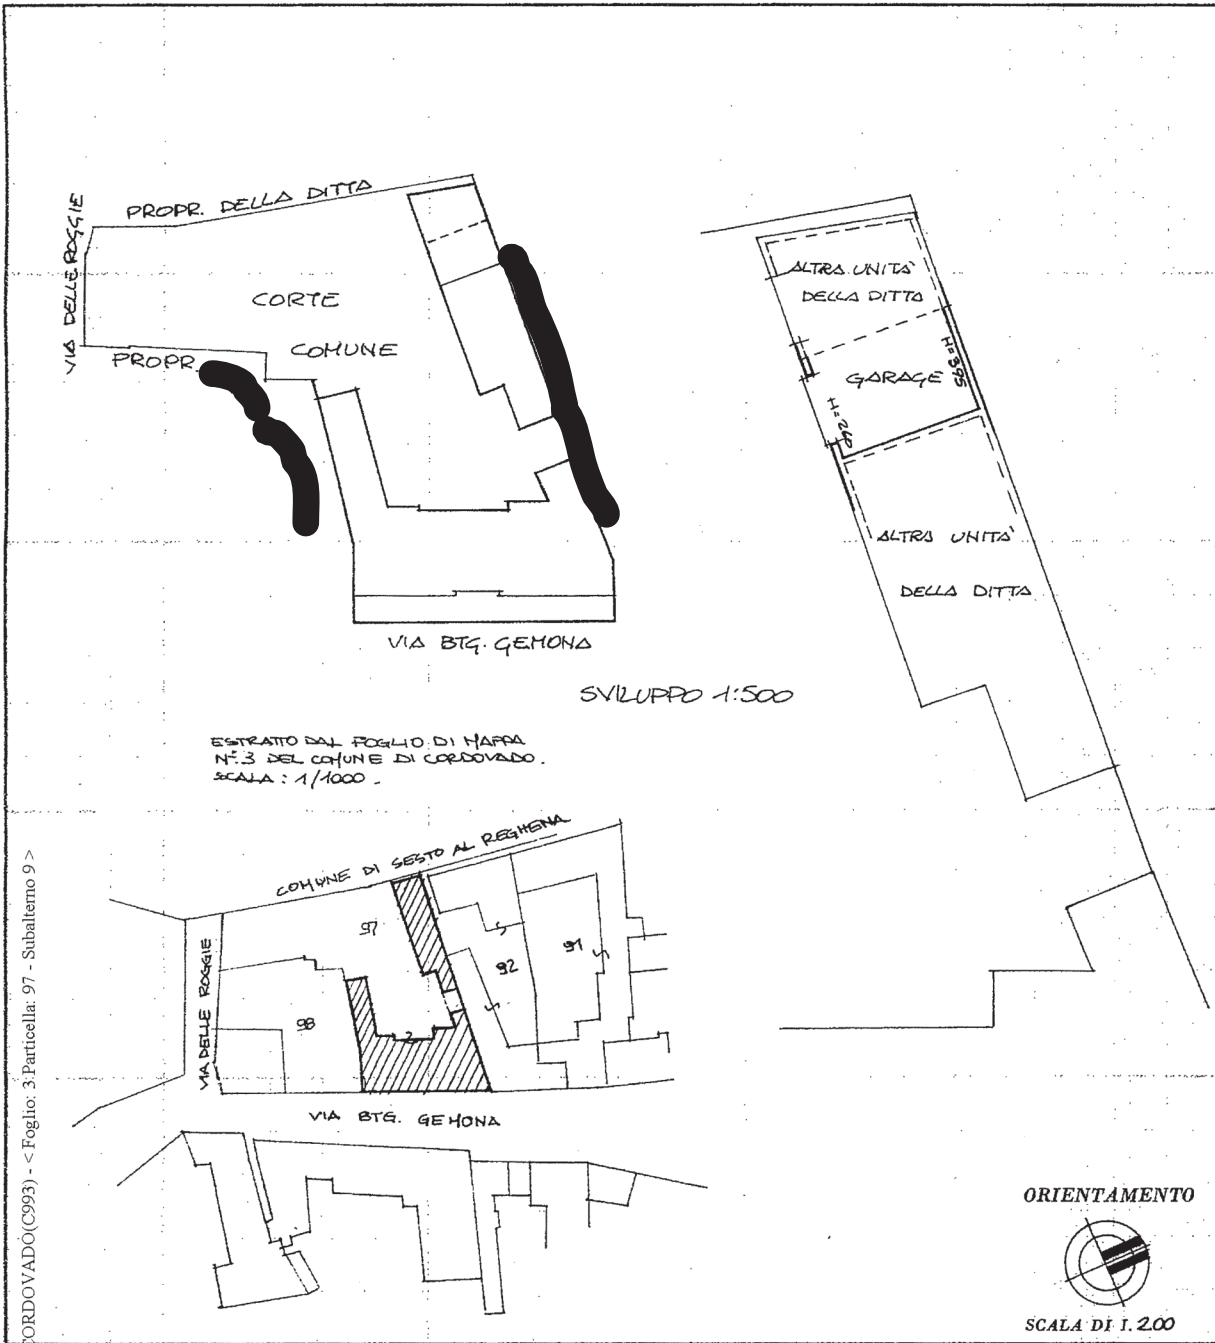 PROPR. DELLA DITTA
VIA DELLE ROGGIE
CORTE
COMUNE
PROPR.
VIA BTG. GEMONA
ALTRA UNITA'
DELLA DITTA
GARAGE
H=395
H=260
ALTRA UNITA'
DELLA DITTA
SVILUPPO 1:500
ESTRATTO DAL FOGLIO DI MAPPA
N°.3 DEL COMUNE DI CORDOVADO.
SCALA : 1/1000.
COMUNE DI SESTO AL REGHENA
VIA DELLE ROGGIE
97
98
2
92
91
VIA BTG. GEMONA
ORIENTAMENTO
SCALA DI 1:200
CORDOVADO(C993) - < Foglio: 3 Particella: 97 - Subalterno 9 >